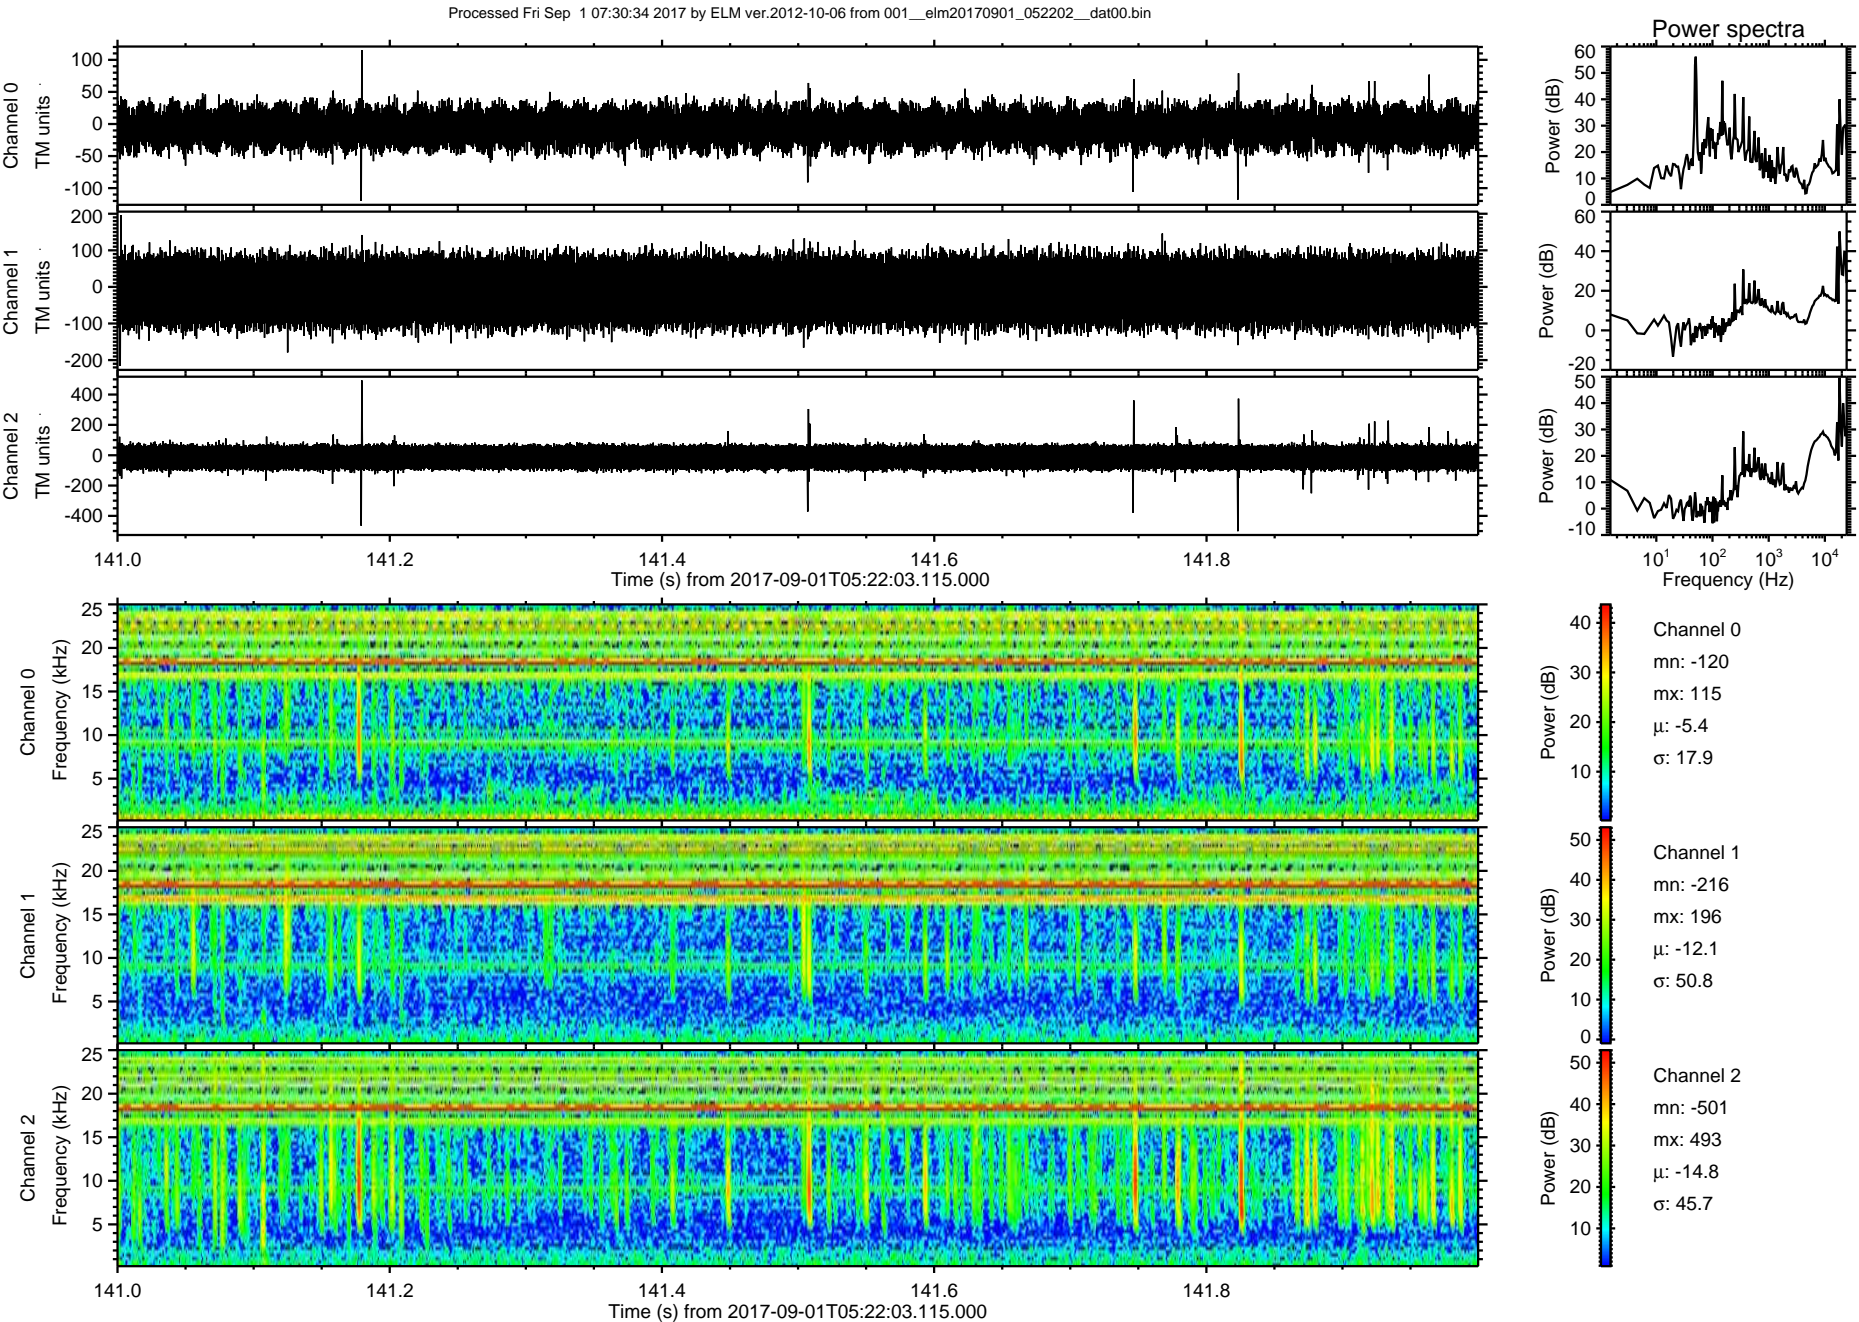 Processed Fri Sep  1 07:30:34 2017 by ELM ver.2012-10-06 from 001__elm20170901_052202__dat00.bin
Power spectra
Channel 0
TM units
100
50
0
-50
-100
Power (dB)
60
50
40
30
20
10
0
Channel 1
TM units
200
100
0
-100
-200
Power (dB)
60
40
20
0
-20
Channel 2
TM units
400
200
0
-200
-400
Power (dB)
50
40
30
20
10
0
-10
141.0 141.2 141.4 141.6 141.8
Time (s) from 2017-09-01T05:22:03.115.000
10^1 10^2 10^3 10^4
Frequency (Hz)
Channel 0
Frequency (kHz)
25
20
15
10
5
Power (dB)
40
30
20
10
Channel 0
mn: -120
mx: 115
μ: -5.4
σ: 17.9
Channel 1
Frequency (kHz)
25
20
15
10
5
Power (dB)
50
40
30
20
10
0
Channel 1
mn: -216
mx: 196
μ: -12.1
σ: 50.8
Channel 2
Frequency (kHz)
25
20
15
10
5
Power (dB)
50
40
30
20
10
Channel 2
mn: -501
mx: 493
μ: -14.8
σ: 45.7
141.0 141.2 141.4 141.6 141.8
Time (s) from 2017-09-01T05:22:03.115.000